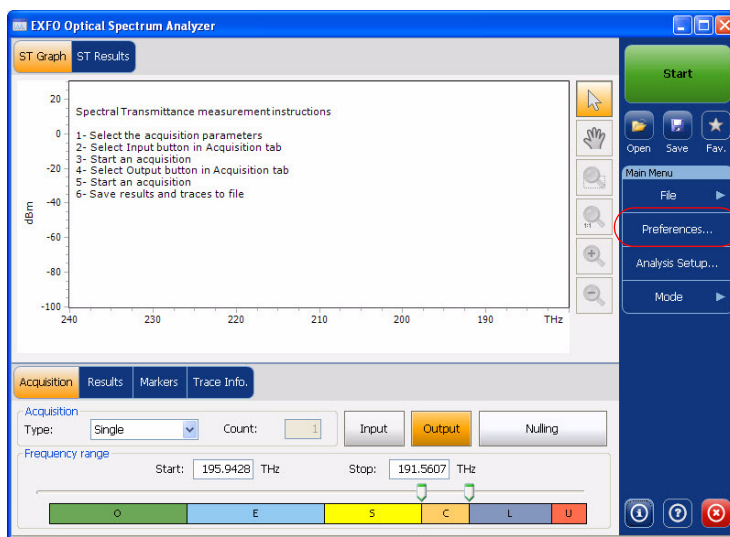 EXFO Optical Spectrum Analyzer
ST Graph ST Results
Start
Spectral Transmittance measurement instructions
1- Select the acquisition parameters
2- Select Input button in Acquisition tab
3- Start an acquisition
4- Select Output button in Acquisition tab
5- Start an acquisition
6- Save results and traces to file
dBm
20
0
-20
-40
-60
-80
-100
240 230 220 210 200 190 THz
1:1
Open Save Fav.
Main Menu
File
Preferences...
Analysis Setup...
Mode
Acquisition Results Markers Trace Info.
Acquisition
Type: Single Count: 1 Input Output Nulling
Frequency range
Start: 195.9428 THz Stop: 191.5607 THz
O E S C L U